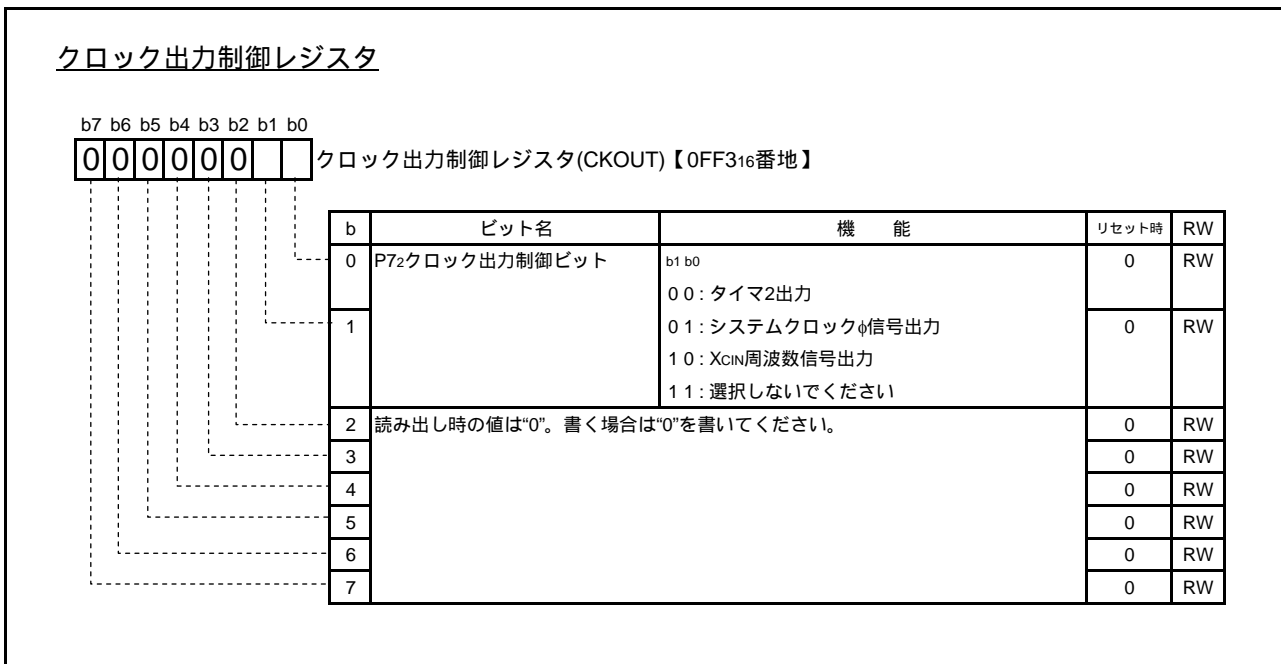 クロック出力制御レジスタ
b7 b6 b5 b4 b3 b2 b1 b0
0 0 0 0 0 0
クロック出力制御レジスタ(CKOUT)【0FF316番地】
b ビット名 機 能 リセット時 RW
0 P72クロック出力制御ビット b1 b0 0 RW
0 0 : タイマ2出力
1 0 1 : システムクロックφ信号出力 0 RW
1 0 : XCIN周波数信号出力
1 1 : 選択しないでください
2 読み出し時の値は“0”。書く場合は“0”を書いてください。 0 RW
3 0 RW
4 0 RW
5 0 RW
6 0 RW
7 0 RW